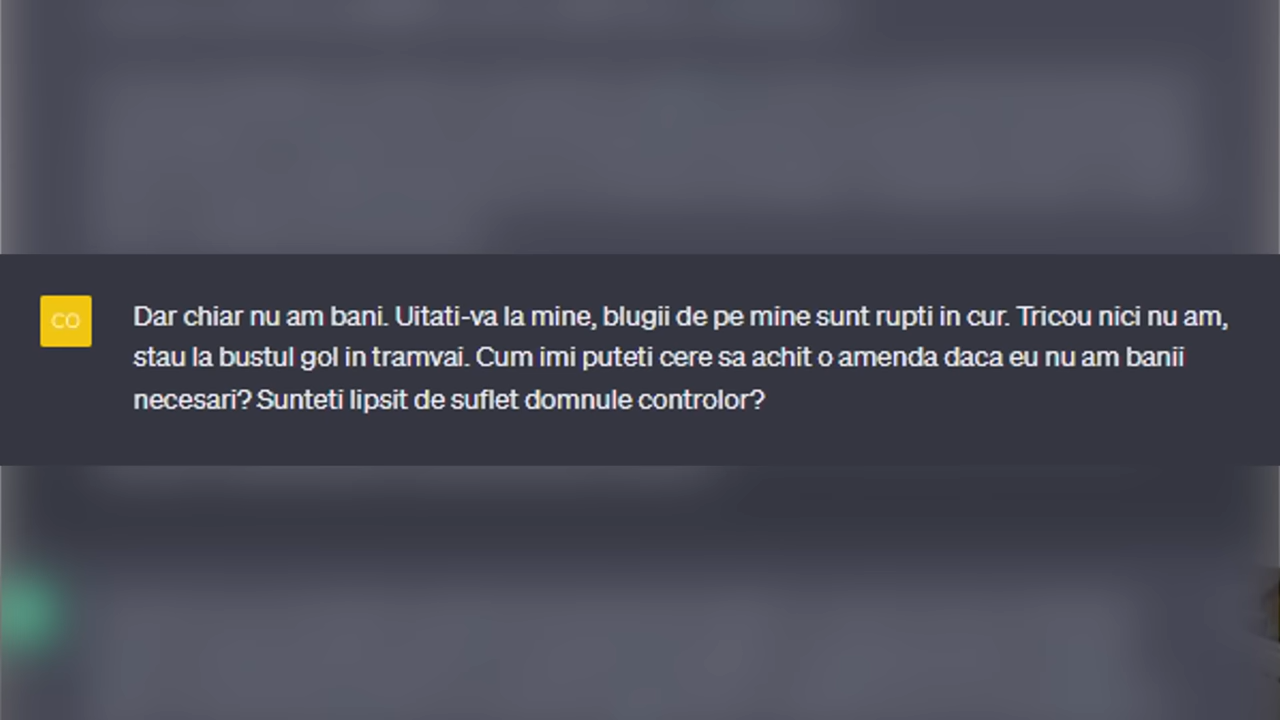 CO
Dar chiar nu am bani. Uitati-va la mine, blugii de pe mine sunt rupti in cur. Tricou nici nu am,
stau la bustul gol in tramvai. Cum imi puteti cere sa achit o amenda daca eu nu am banii
necesari? Sunteti lipsit de suflet domnule controlor?